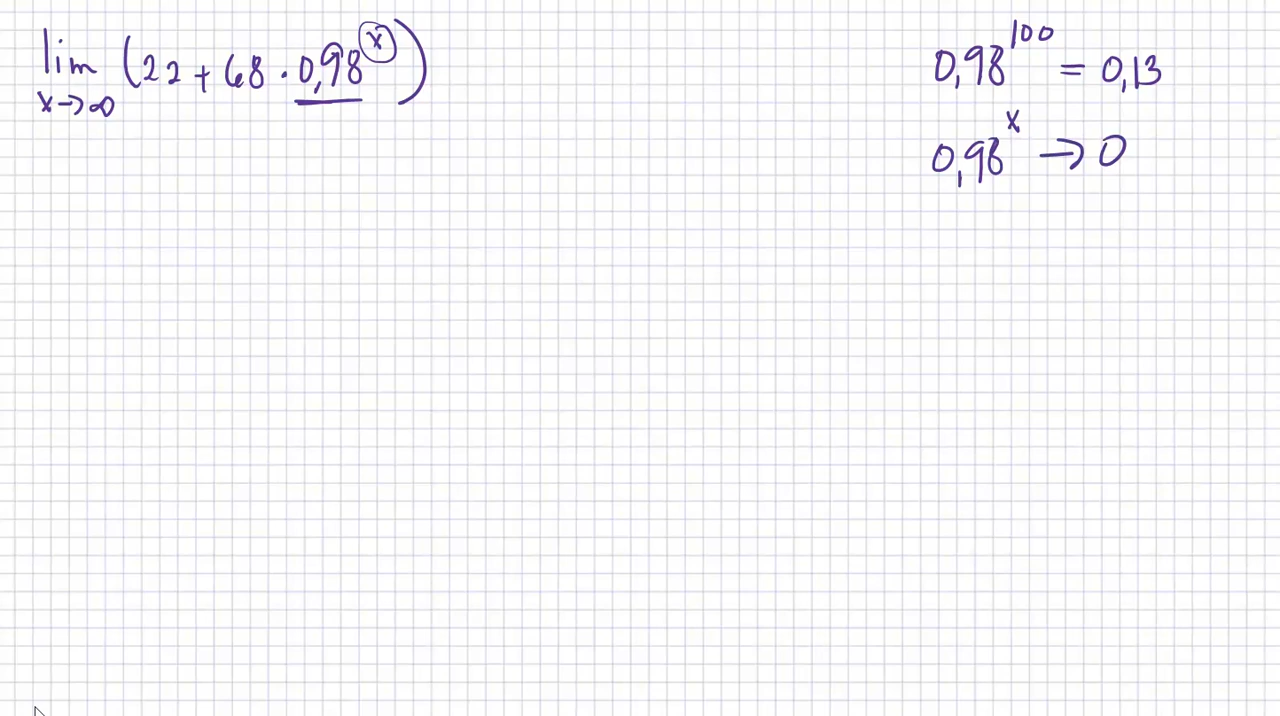 lim (22 + 68 · 0,98^x)
x→∞
0,98^100 = 0,13
0,98^x → 0